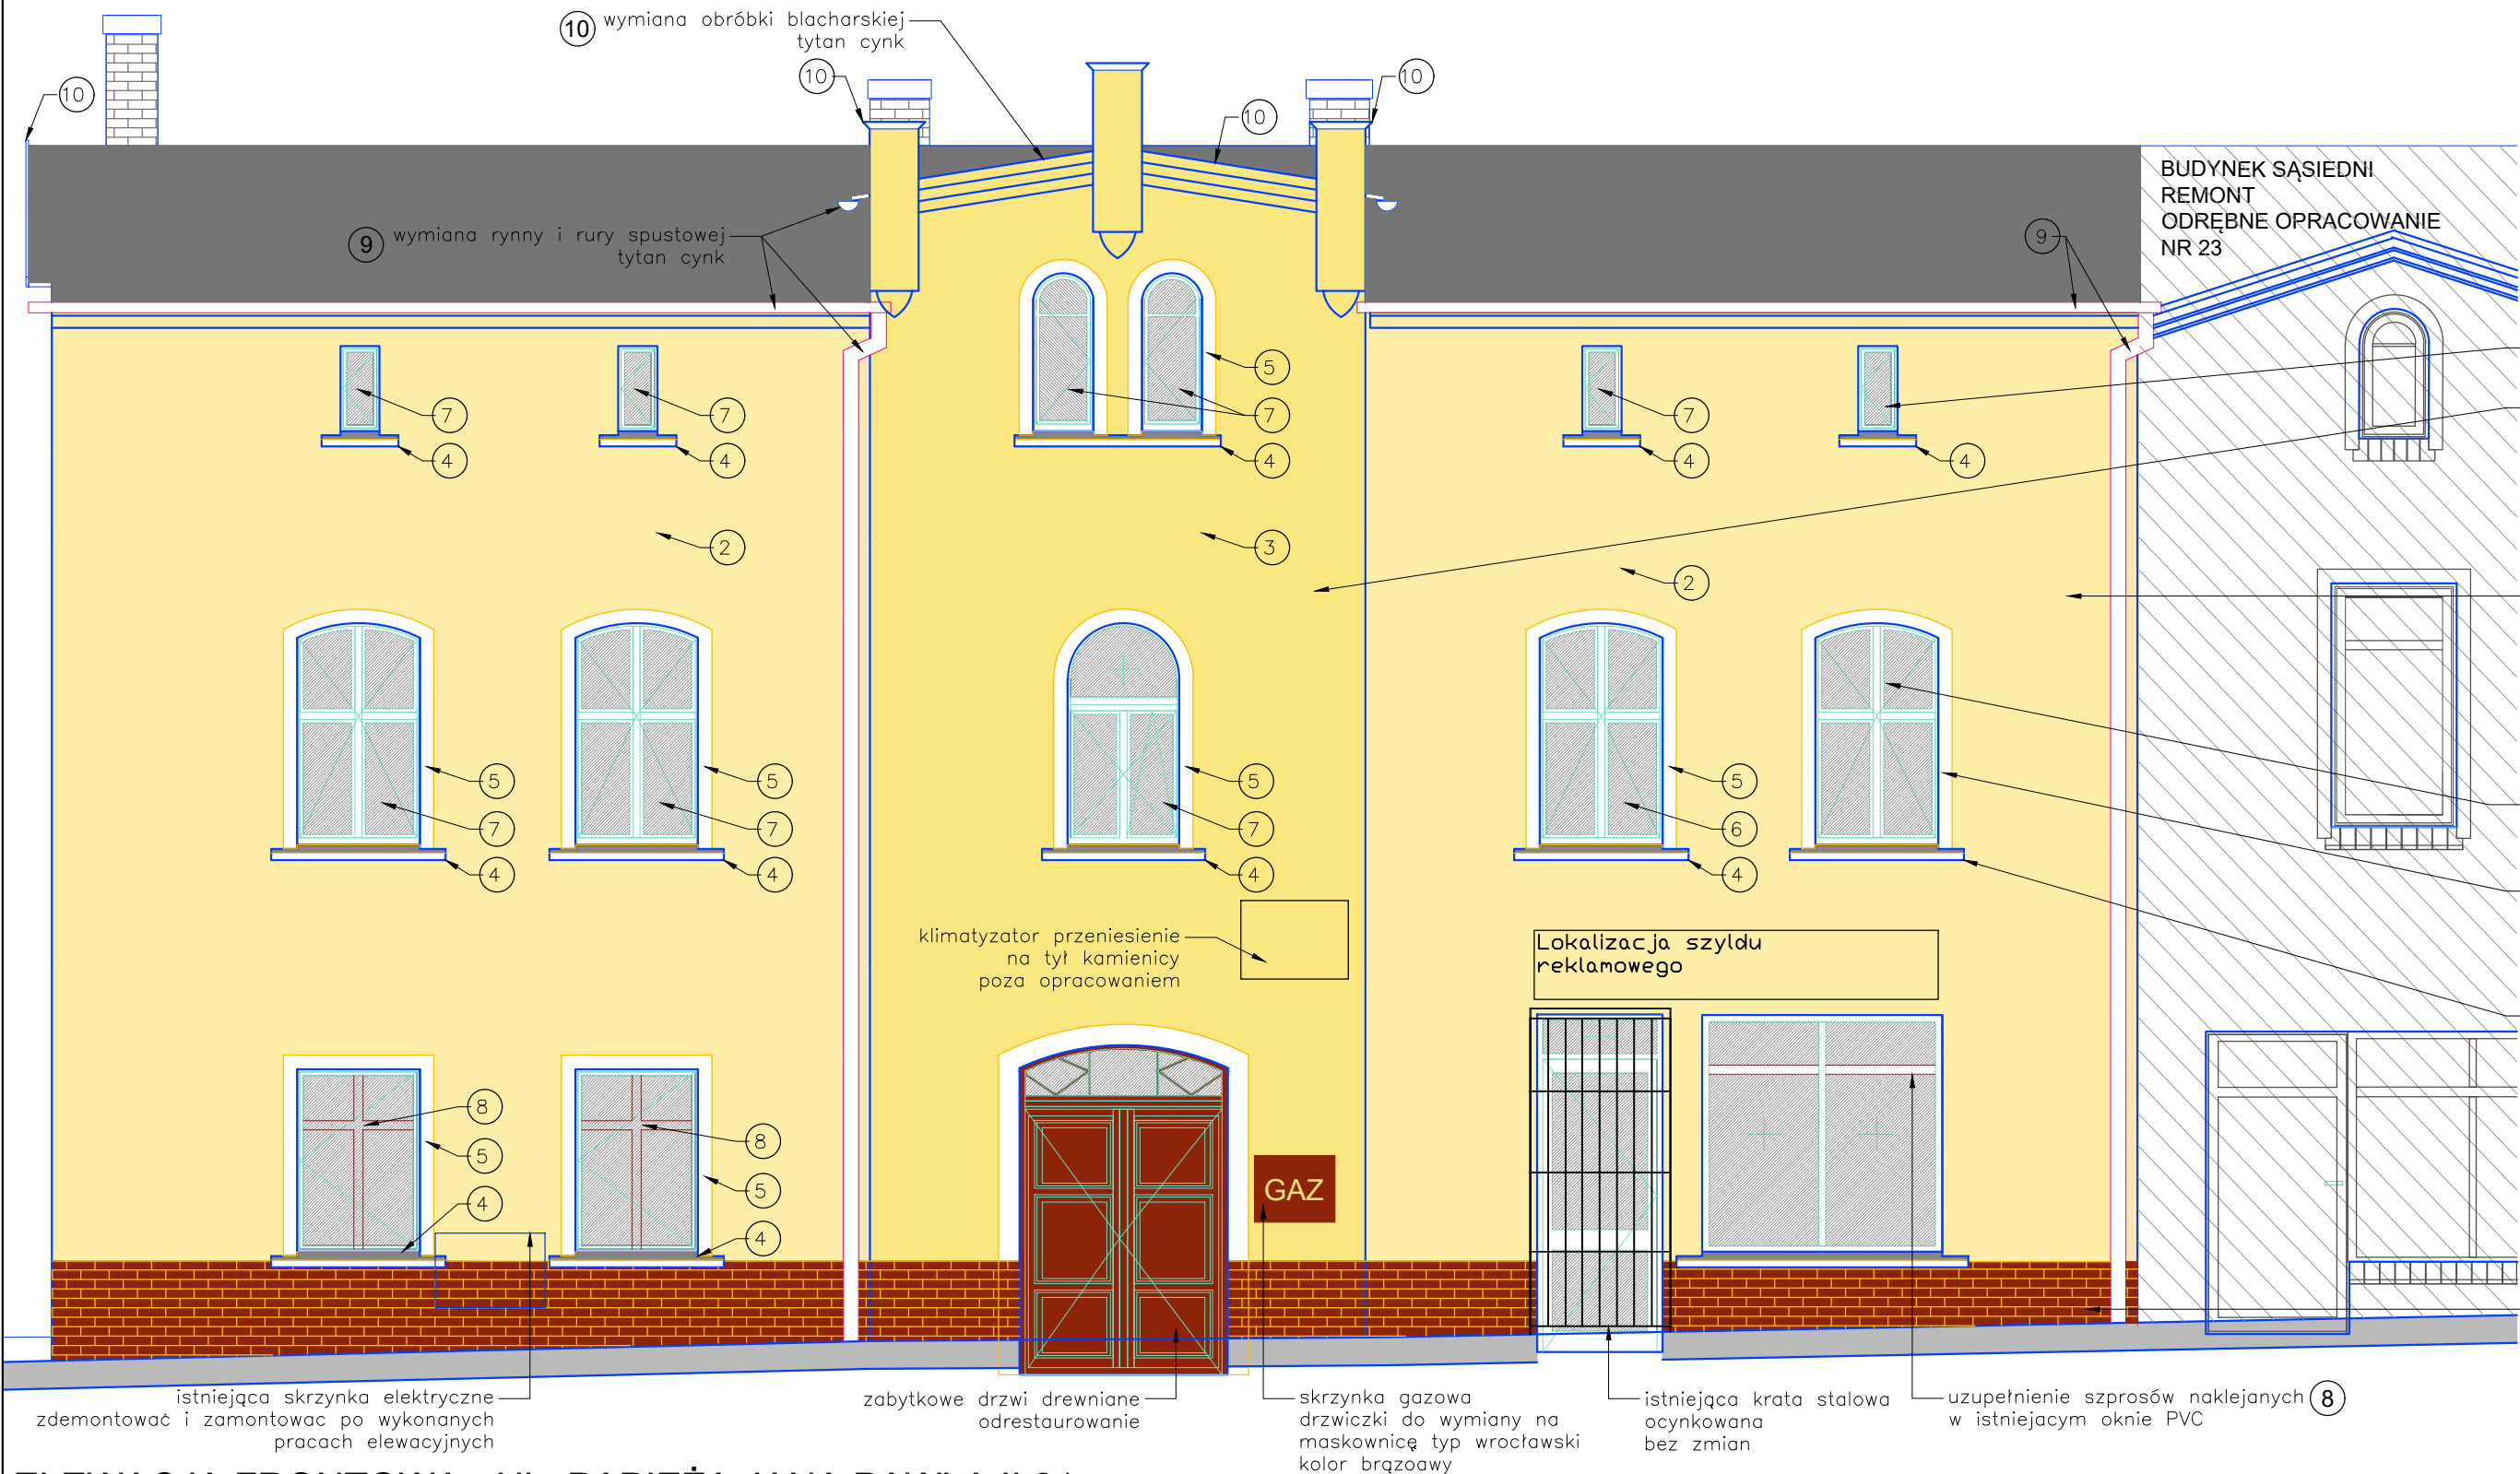 10 wymiana obróbki blacharskiej
tytan cynk
10
10
10
10
BUDYNEK SĄSIEDNI
REMONT
ODRĘBNE OPRACOWANIE
NR 23
9 wymiana rynny i rury spustowej
tytan cynk
9
5
7
7
7
7
4
4
4
4
4
2
3
2
5
5
5
5
7
7
7
6
4
4
4
4
klimatyzator przeniesienie
na tył kamienicy
poza opracowaniem
Lokalizacja szyldu
reklamowego
8
8
5
5
4
4
GAZ
istniejąca skrzynka elektryczne
zdemontować i zamontowac po wykonanych
pracach elewacyjnych
zabytkowe drzwi drewniane
odrestaurowanie
skrzynka gazowa
drzwiczki do wymiany na
maskownicę typ wrocławski
kolor brązoawy
istniejąca krata stalowa
ocynkowana
bez zmian
uzupełnienie szprosów naklejanych 8
w istniejacym oknie PVC